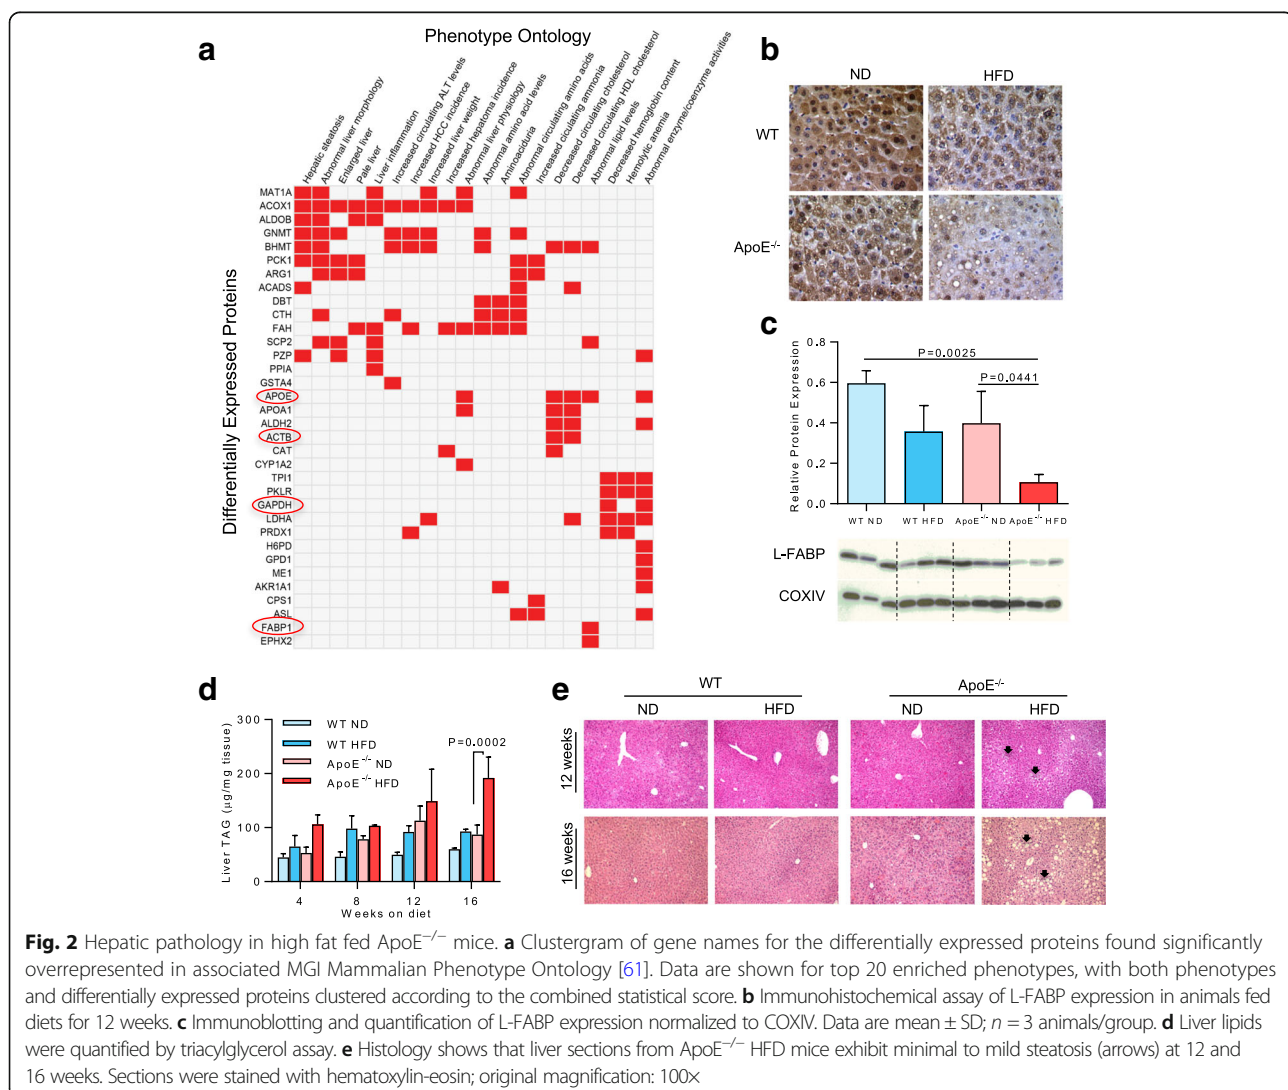 a
Phenotype Ontology
Hepatic steatosis
Abnormal liver morphology
Enlarged liver
Pale liver
Liver inflammation
Increased circulating ALT levels
Increased HCC incidence
Increased liver weight
Increased hepatoma incidence
Abnormal liver physiology
Abnormal amino acid levels
Aminoaciduria
Abnormal circulating amino acids
Increased ciculating ammonia
Decreased circulating cholesterol
Decreased circulating HDL cholesterol
Abnormal lipid levels
Decreased hemoglobin content
Hemolytic anemia
Abnormal enzyme/coenzyme activities
Differentially Expressed Proteins
MAT1A
ACOX1
ALDOB
GNMT
BHMT
PCK1
ARG1
ACADS
DBT
CTH
FAH
SCP2
PZP
PPIA
GSTA4
APOE
APOA1
ALDH2
ACTB
CAT
CYP1A2
TPI1
PKLR
GAPDH
LDHA
PRDX1
H6PD
GPD1
ME1
AKR1A1
CPS1
ASL
FABP1
EPHX2
b
ND HFD
WT
ApoE-/-
c
Relative Protein Expression
0.8
0.6
0.4
0.2
0.0
P=0.0025
P=0.0441
WT ND WT HFD ApoE-/- ND ApoE-/- HFD
L-FABP
COXIV
d
Liver TAG (µg/mg tissue)
300
200
100
0
WT ND
WT HFD
ApoE-/- ND
ApoE-/- HFD
P=0.0002
4 8 12 16
Weeks on diet
e
WT ApoE-/-
ND HFD ND HFD
12 weeks
16 weeks
Fig. 2 Hepatic pathology in high fat fed ApoE−/− mice. a Clustergram of gene names for the differentially expressed proteins found significantly
overrepresented in associated MGI Mammalian Phenotype Ontology [61]. Data are shown for top 20 enriched phenotypes, with both phenotypes
and differentially expressed proteins clustered according to the combined statistical score. b Immunohistochemical assay of L-FABP expression in animals fed
diets for 12 weeks. c Immunoblotting and quantification of L-FABP expression normalized to COXIV. Data are mean ± SD; n = 3 animals/group. d Liver lipids
were quantified by triacylglycerol assay. e Histology shows that liver sections from ApoE−/− HFD mice exhibit minimal to mild steatosis (arrows) at 12 and
16 weeks. Sections were stained with hematoxylin-eosin; original magnification: 100×